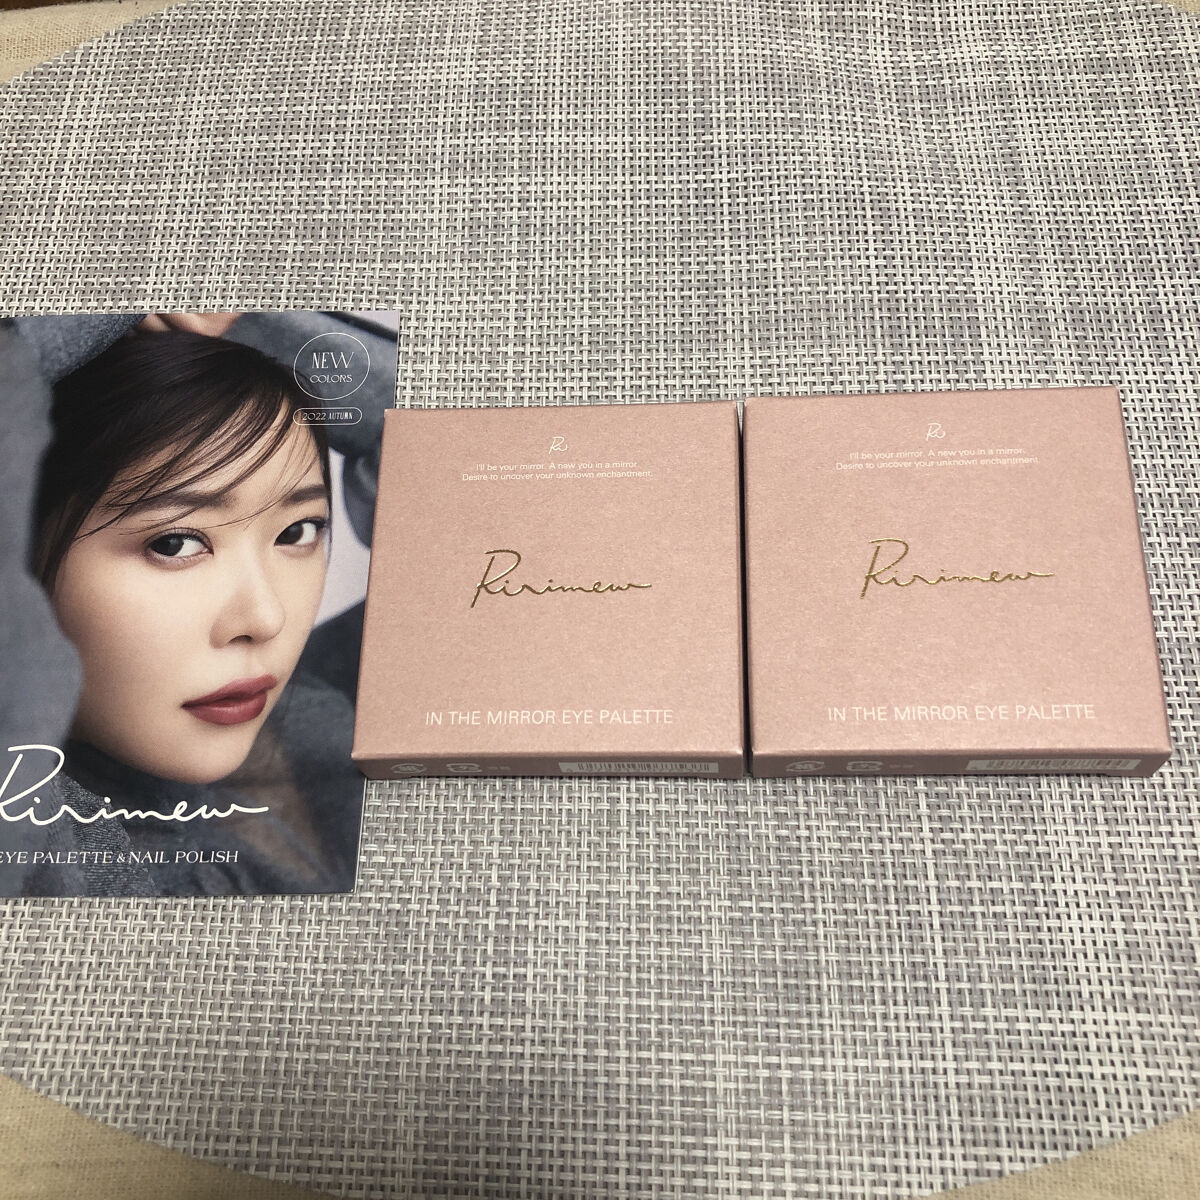 NEW
COLORS
2022 AUTUMN
Ririmew
EYE PALETTE & NAIL POLISH
Ri
I'll be your mirror. A new you in a mirror.
Desire to uncover your unknown enchantment.
Ririmew
IN THE MIRROR EYE PALETTE
Ri
I'll be your mirror. A new you in a mirror.
Desire to uncover your unknown enchantment.
Ririmew
IN THE MIRROR EYE PALETTE